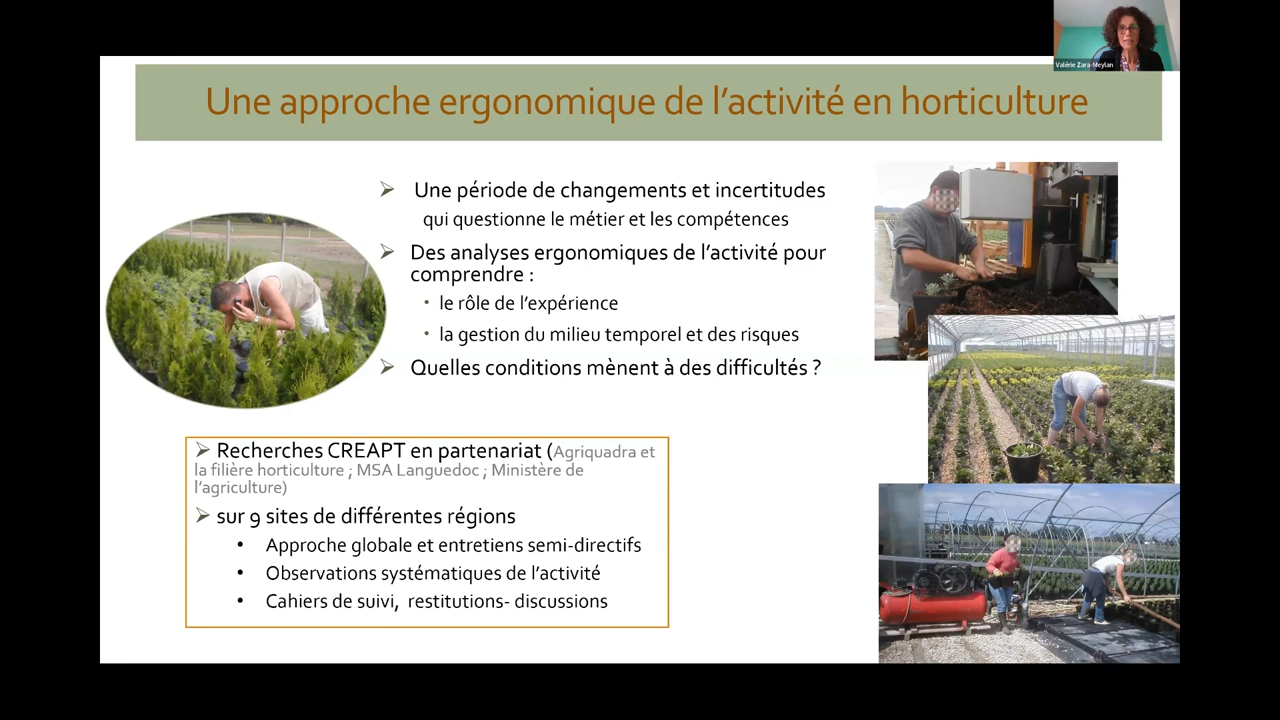 Valérie Zara-Meylan
Une approche ergonomique de l'activité en horticulture
➢ Une période de changements et incertitudes
qui questionne le métier et les compétences
➢ Des analyses ergonomiques de l'activité pour
comprendre :
• le rôle de l'expérience
• la gestion du milieu temporel et des risques
➢ Quelles conditions mènent à des difficultés ?
➢ Recherches CREAPT en partenariat (Agriquadra et
la filière horticulture ; MSA Languedoc ; Ministère de
l'agriculture)
➢ sur 9 sites de différentes régions
• Approche globale et entretiens semi-directifs
• Observations systématiques de l'activité
• Cahiers de suivi, restitutions- discussions